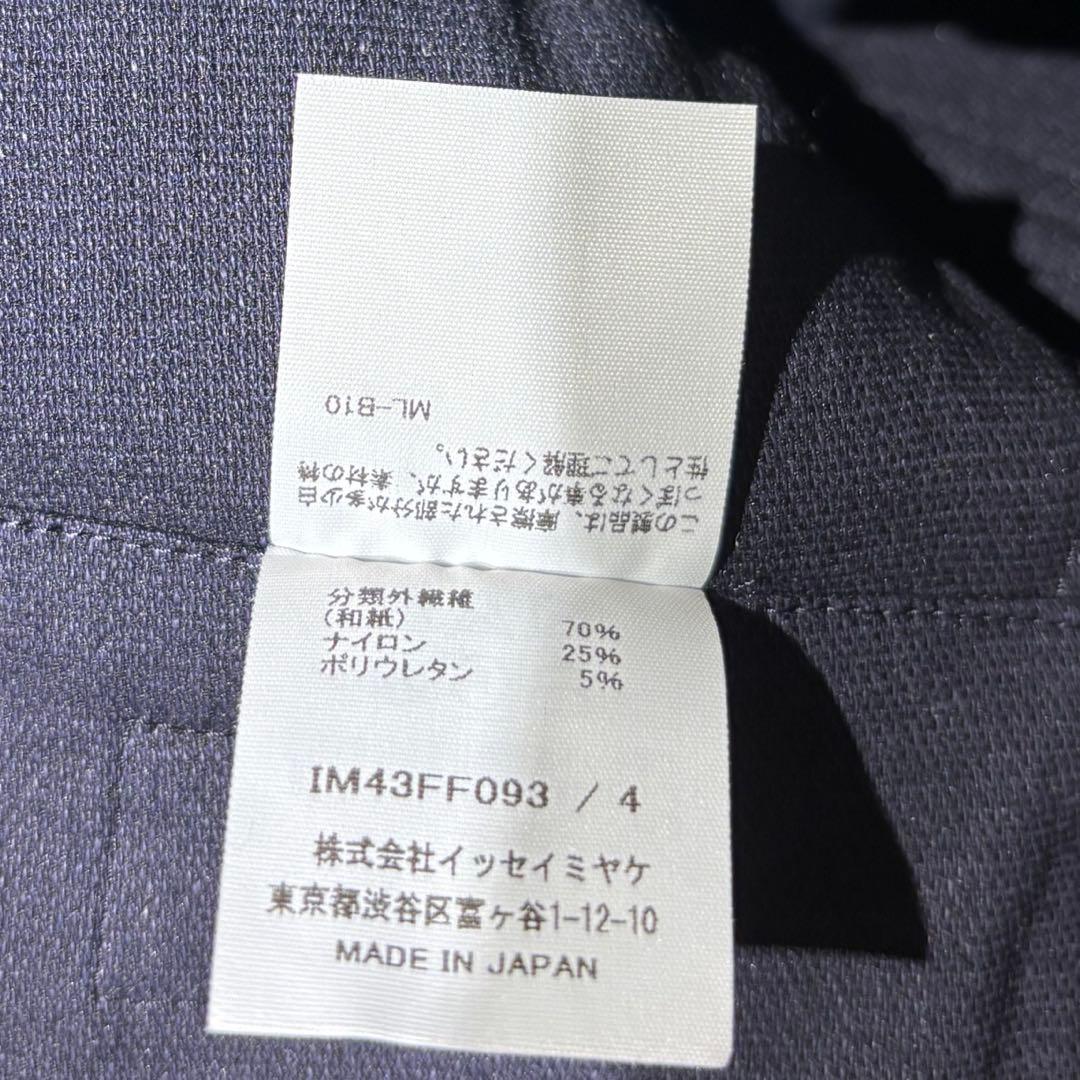 この製品は、摩擦された部分が多少白
っぽくなる事がありますが、素材の特
性としてご理解ください。
ML-B10
分類外繊維
(和紙) 70%
ナイロン 25%
ポリウレタン 5%
IM43FF093 / 4
株式会社イッセイミヤケ
東京都渋谷区富ヶ谷1-12-10
MADE IN JAPAN